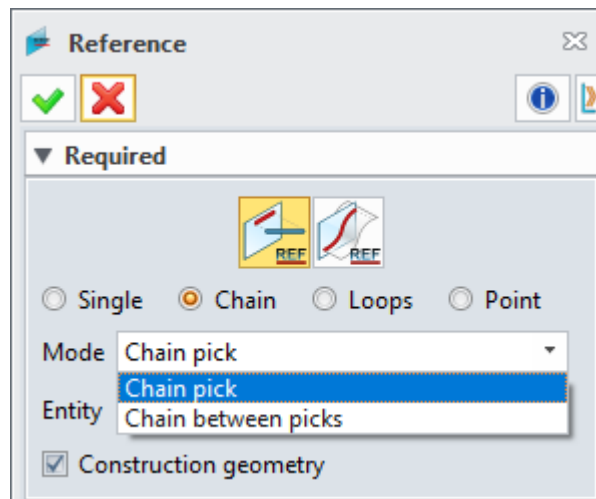 Reference
Required
REF REF
Single Chain Loops Point
Mode Chain pick
Chain pick
Entity Chain between picks
Construction geometry